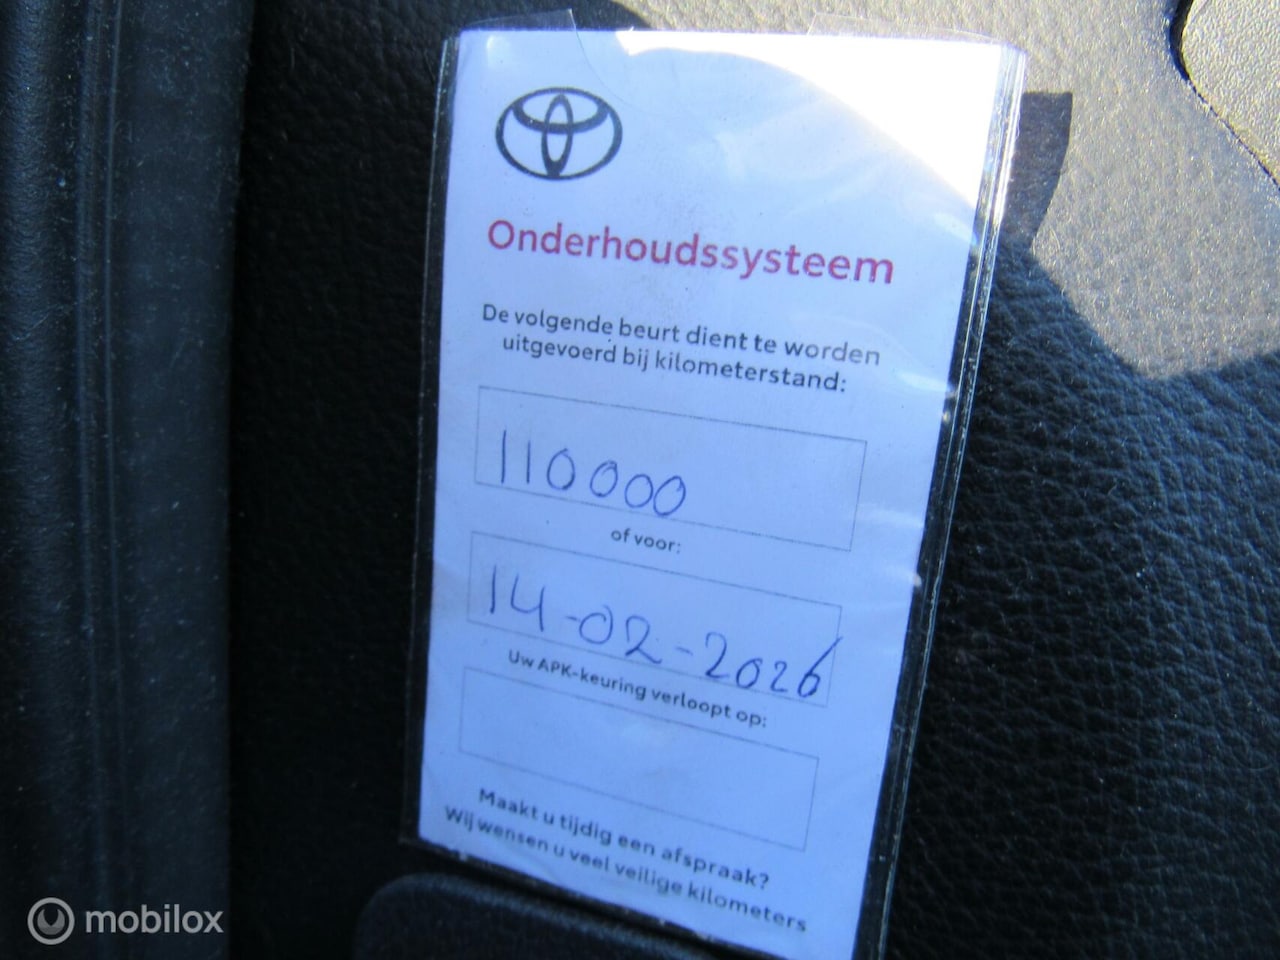 Onderhoudssysteem
De volgende beurt dient te worden
uitgevoerd bij kilometerstand:
110000
of voor:
14-02-2026
Uw APK-keuring verloopt op:
Maakt u tijdig een afspraak?
Wij wensen u veel veilige kilometers
mobilox